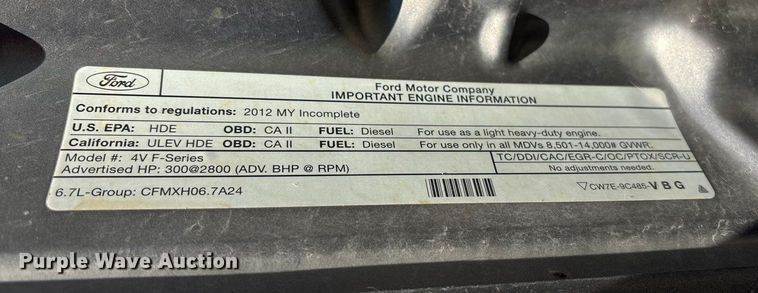 Ford
Ford Motor Company
IMPORTANT ENGINE INFORMATION
Conforms to regulations: 2012 MY Incomplete
U.S. EPA: HDE OBD: CA II FUEL: Diesel For use as a light heavy-duty engine.
California: ULEV HDE OBD: CA II FUEL: Diesel For use only in all MDVs 8,501-14,000# GVWR.
Model #: 4V F-Series TC/DDI/CAC/EGR-C/OC/PTOX/SCR-U
Advertised HP: 300@2800 (ADV. BHP @ RPM) No adjustments needed.
6.7L-Group: CFMXH06.7A24 CW7E-9C485-VBG
Purple Wave Auction